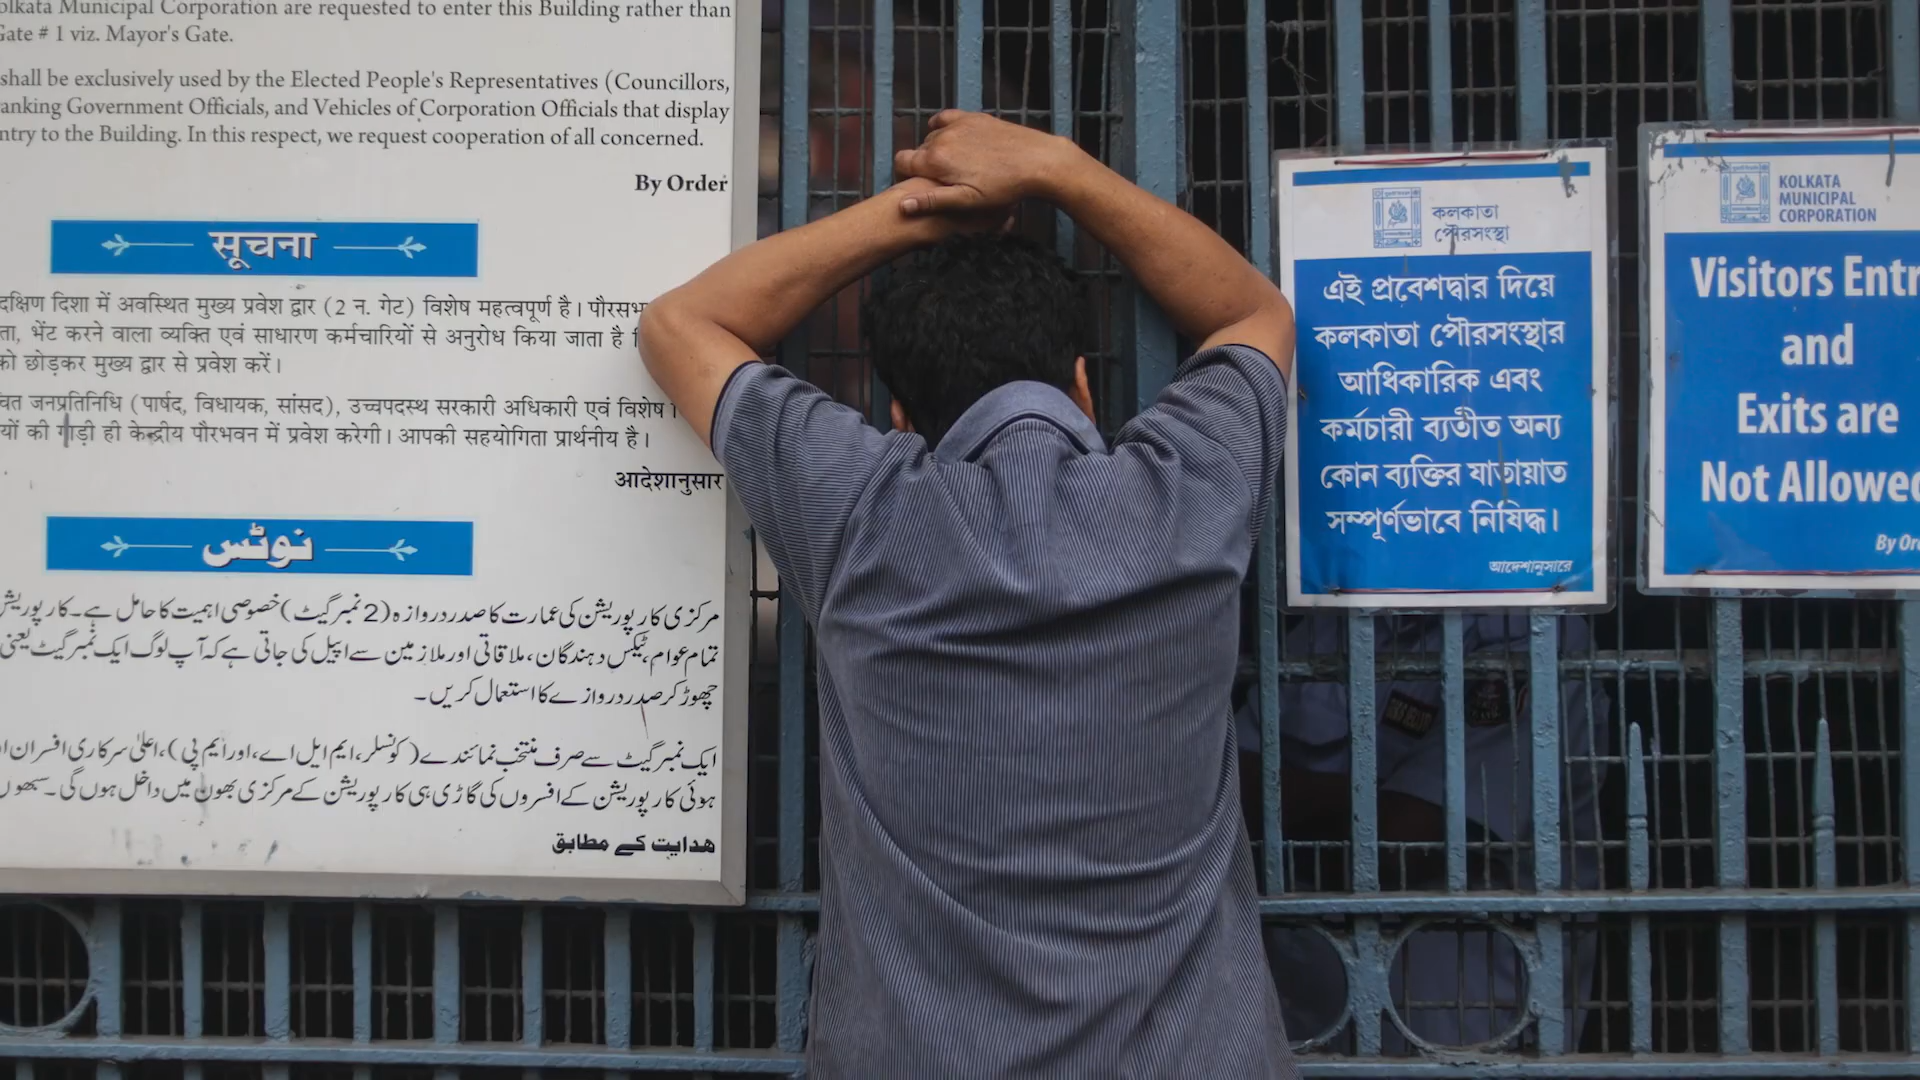 olkata Municipal Corporation are requested to enter this Building rather than
Gate # 1 viz. Mayor's Gate.
shall be exclusively used by the Elected People's Representatives (Councillors,
anking Government Officials, and Vehicles of Corporation Officials that display
ntry to the Building. In this respect, we request cooperation of all concerned.
By Order
सूचना
दक्षिण दिशा में अवस्थित मुख्य प्रवेश द्वार (2 न. गेट) विशेष महत्वपूर्ण है। पौरसभ
ता, भेंट करने वाला व्यक्ति एवं साधारण कर्मचारियों से अनुरोध किया जाता है
को छोड़कर मुख्य द्वार से प्रवेश करें।
चत जनप्रतिनिधि (पार्षद, विधायक, सांसद), उच्चपदस्थ सरकारी अधिकारी एवं विशेष
यों की गाड़ी ही केन्द्रीय पौरभवन में प्रवेश करेगी। आपकी सहयोगिता प्रार्थनीय है।
आदेशानुसार
نوٹس
مرکزی کارپوریشن کی عمارت کا صدر دروازہ (2 نمبر گیٹ) خصوصی اہمیت کا حامل ہے۔ کارپوریش
تمام عوام، ٹیکس دہندگان، ملاقاتی اور ملازمین سے اپیل کی جاتی ہے کہ آپ لوگ ایک نمبر گیٹ یعنی
چھوڑ کر صدر دروازے کا استعمال کریں۔
ایک نمبر گیٹ سے صرف منتخب نمائندے (کونسلر، ایم ایل اے، اور ایم پی)، اعلیٰ سرکاری افسران
ہوئی کارپوریشن کے افسروں کی گاڑی ہی کارپوریشن کے مرکزی بھون میں داخل ہوں گی۔ سبھوں
ھدایت کے مطابق
কলকাতা
পৌরসংস্থা
এই প্রবেশদ্বার দিয়ে
কলকাতা পৌরসংস্থার
আধিকারিক এবং
কর্মচারী ব্যতীত অন্য
কোন ব্যক্তির যাতায়াত
সম্পূর্ণভাবে নিষিদ্ধ।
আদেশানুসারে
KOLKATA
MUNICIPAL
CORPORATION
Visitors Entr
and
Exits are
Not Allowed
By Or